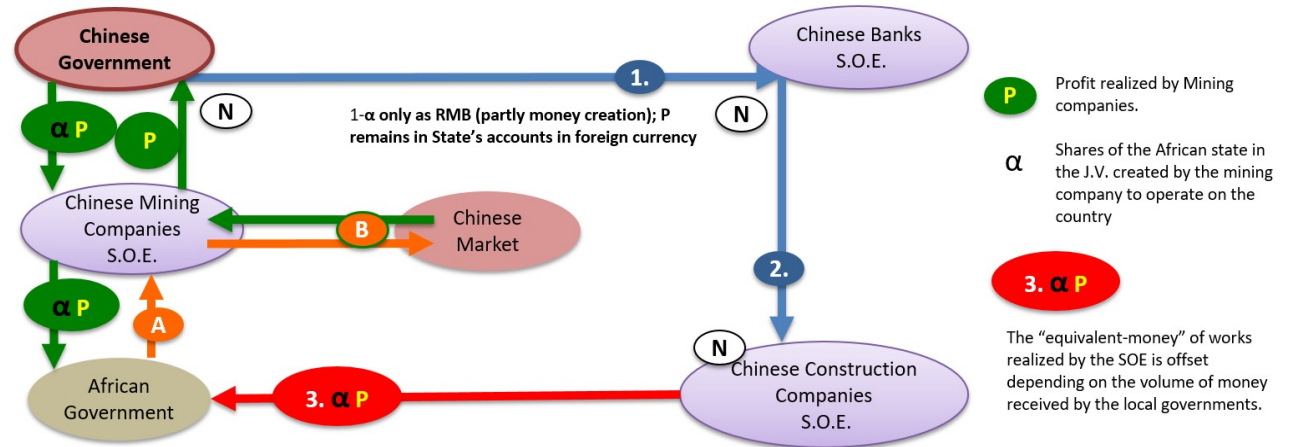 Chinese
Government
1.
Chinese Banks
S.O.E.
N
N
1-α only as RMB (partly money creation); P
remains in State's accounts in foreign currency
α P
P
Chinese Mining
Companies
S.O.E.
B
Chinese
Market
2.
α P
A
African
Government
3. α P
N
Chinese Construction
Companies
S.O.E.
P
Profit realized by Mining
companies.
α
Shares of the African state in
the J.V. created by the mining
company to operate on the
country
3. α P
The “equivalent-money” of works
realized by the SOE is offset
depending on the volume of money
received by the local governments.